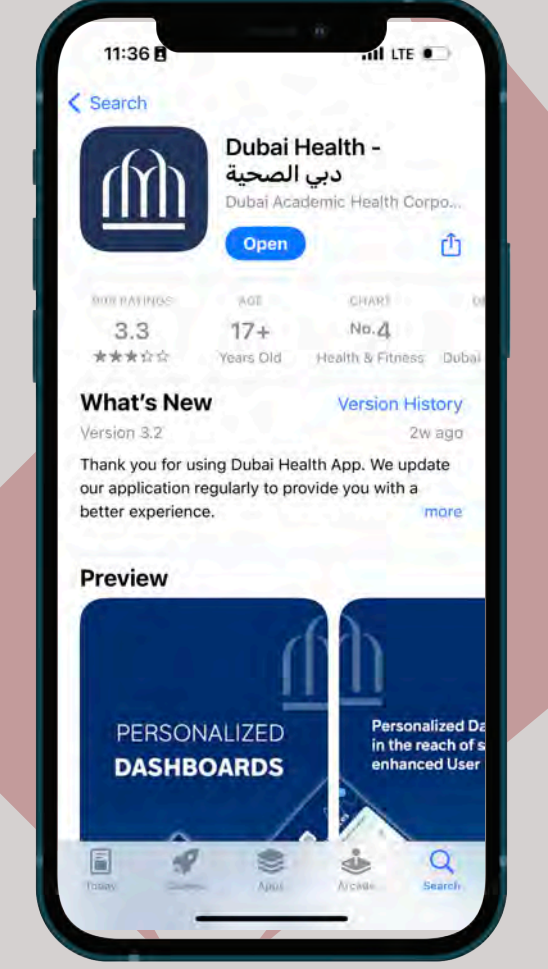 11:36
LTE
Search
Dubai Health -
دبي الصحية
Dubai Academic Health Corpo...
Open
RATINGS
AGE
CHART
3.3
17+
No.4
★★★☆☆
Years Old
Health & Fitness
Dubai
What's New
Version History
Version 3.2
2w ago
Thank you for using Dubai Health App. We update
our application regularly to provide you with a
better experience.
more
Preview
PERSONALIZED
DASHBOARDS
Personalized Da
in the reach of s
enhanced User
Today
Games
Apps
Arcade
Search